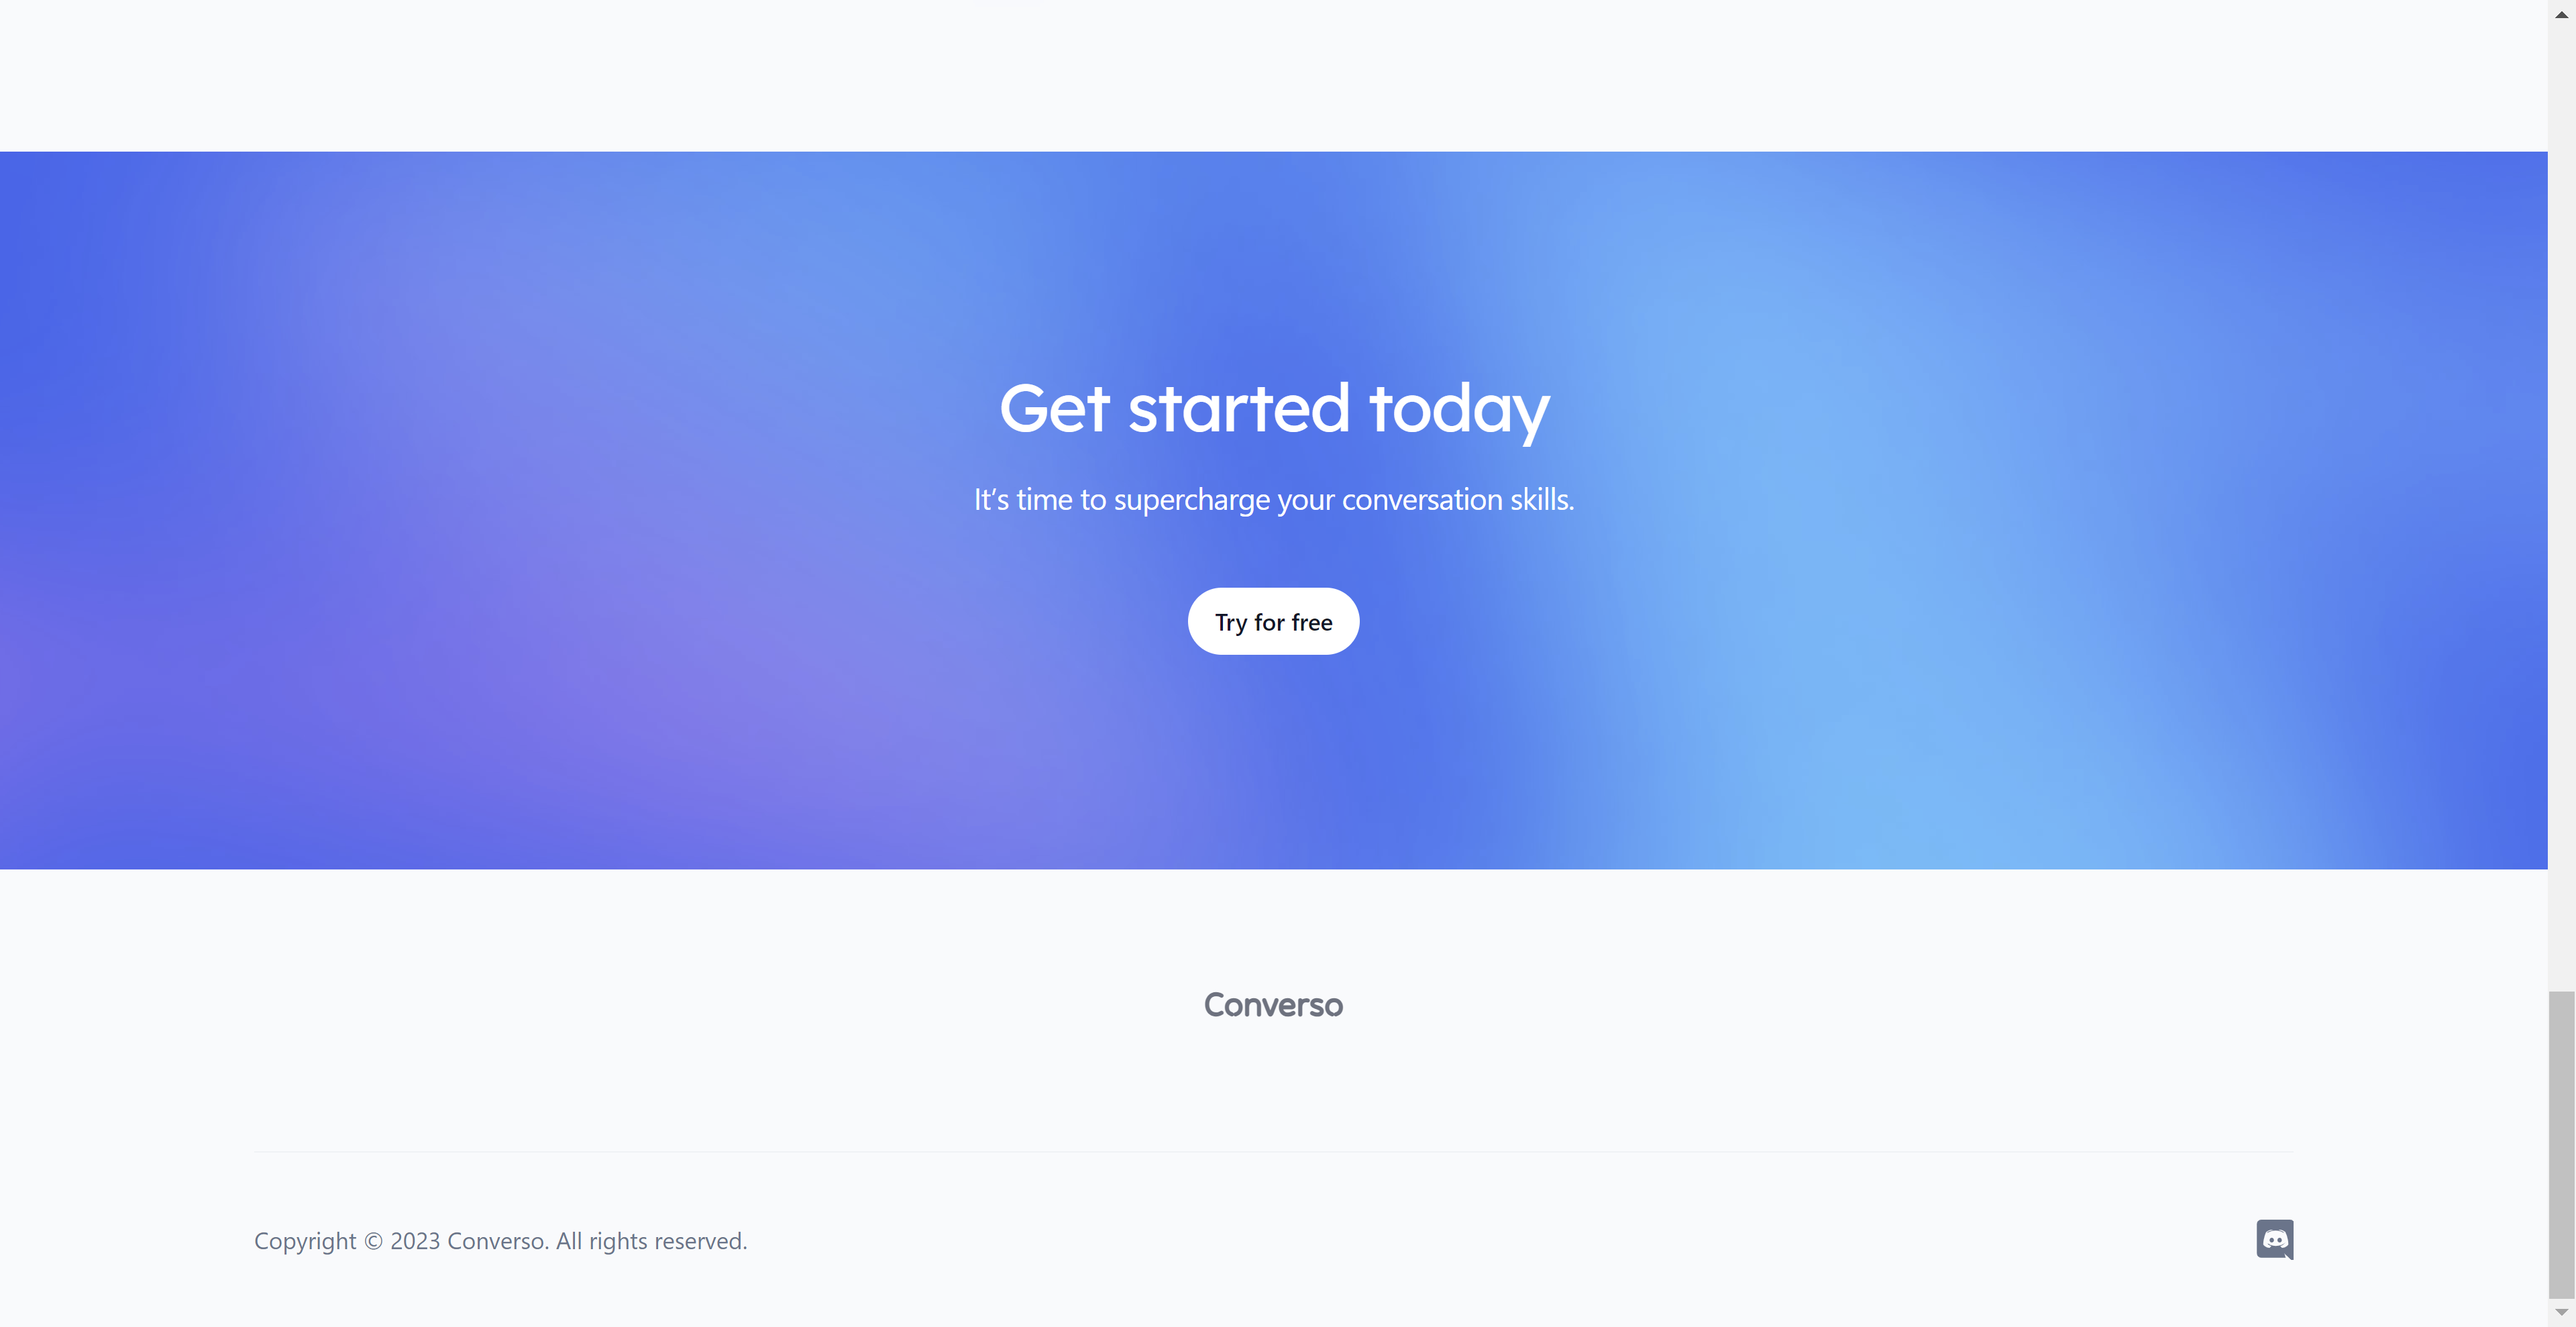 Get started today
It’s time to supercharge your conversation skills.
Try for free
Converso
Copyright © 2023 Converso. All rights reserved.